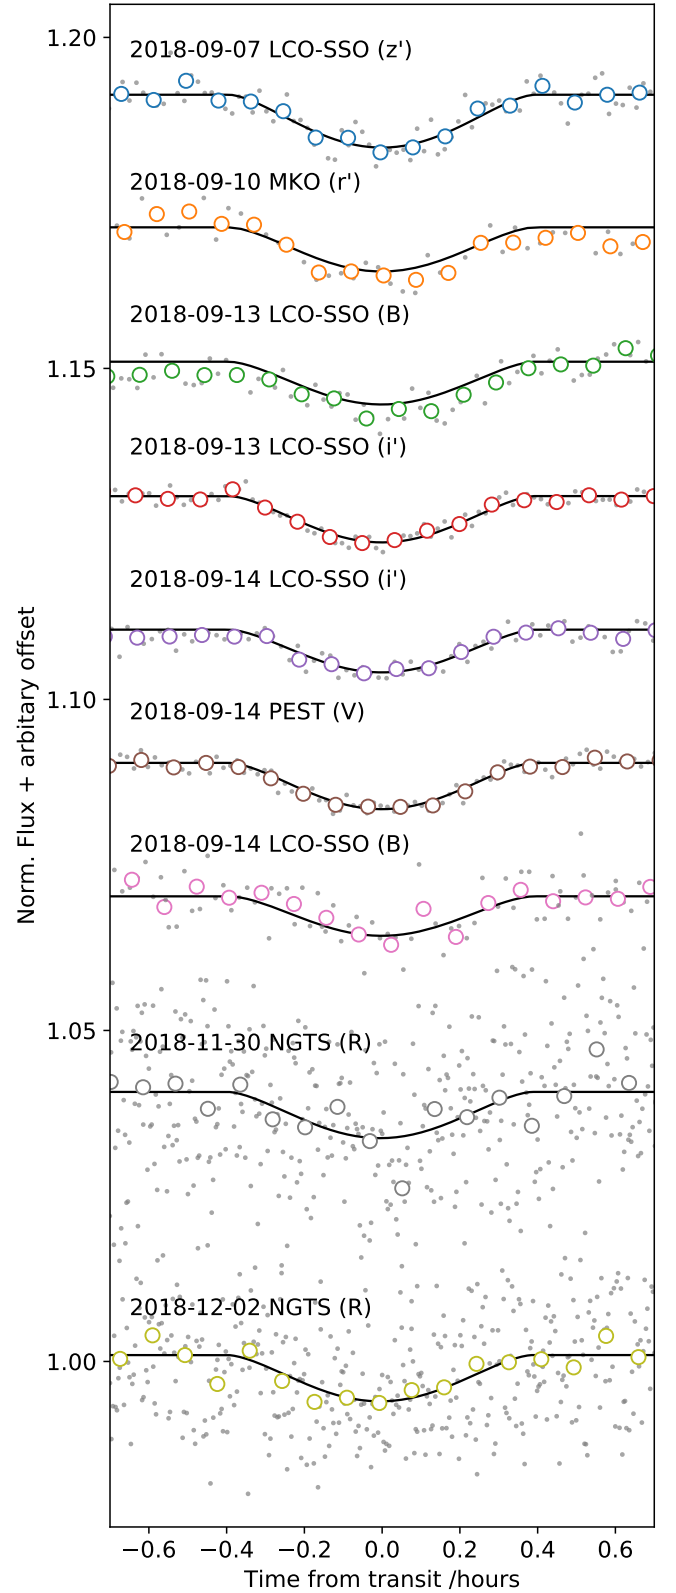 1.20
2018-09-07 LCO-SSO (z')
2018-09-10 MKO (r')
2018-09-13 LCO-SSO (B)
1.15
2018-09-13 LCO-SSO (i')
2018-09-14 LCO-SSO (i')
1.10
2018-09-14 PEST (V)
2018-09-14 LCO-SSO (B)
1.05
2018-11-30 NGTS (R)
2018-12-02 NGTS (R)
1.00
Norm. Flux + arbitary offset
−0.6 −0.4 −0.2 0.0 0.2 0.4 0.6
Time from transit /hours